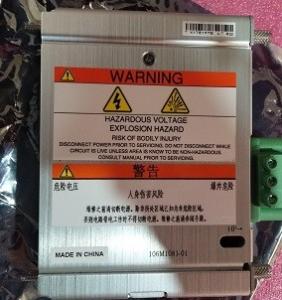 WARNING
HAZARDOUS VOLTAGE
EXPLOSION HAZARD
RISK OF BODILY INJURY
DISCONNECT POWER PRIOR TO SERVICING. DO NOT DISCONNECT WHILE
CIRCUIT IS LIVE UNLESS AREA IS KNOW TO BE NON-HAZARDOUS.
CONSULT MANUAL PRIOR TO SERVICING.
警告
危险电压 爆炸危险
人身伤害风险
MADE IN CHINA 106M1081-01